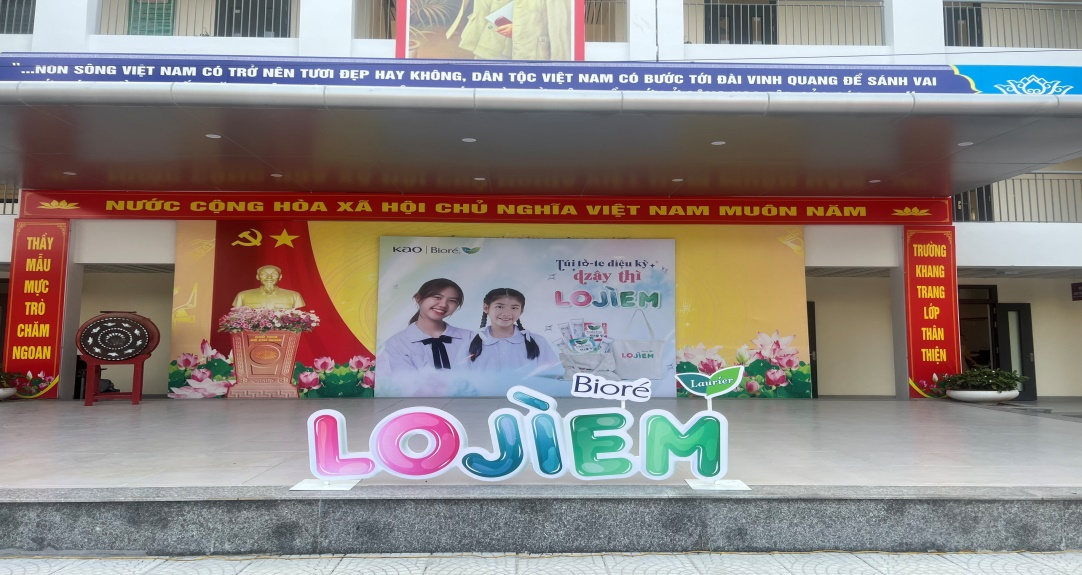 "...NON SÔNG VIỆT NAM CÓ TRỞ NÊN TƯƠI ĐẸP HAY KHÔNG, DÂN TỘC VIỆT NAM CÓ BƯỚC TỚI ĐÀI VINH QUANG ĐỂ SÁNH VAI
NƯỚC CỘNG HÒA XÃ HỘI CHỦ NGHĨA VIỆT NAM MUÔN NĂM
THẦY
MẪU
MỰC
TRÒ
CHĂM
NGOAN
Kao | Bioré
Túi tò-te diệu kỳ
dzậy thì
LOJÌEM
LOJÌEM
TRƯỜNG
KHANG
TRANG
LỚP
THÂN
THIỆN
Bioré
Laurier
LOJÌEM